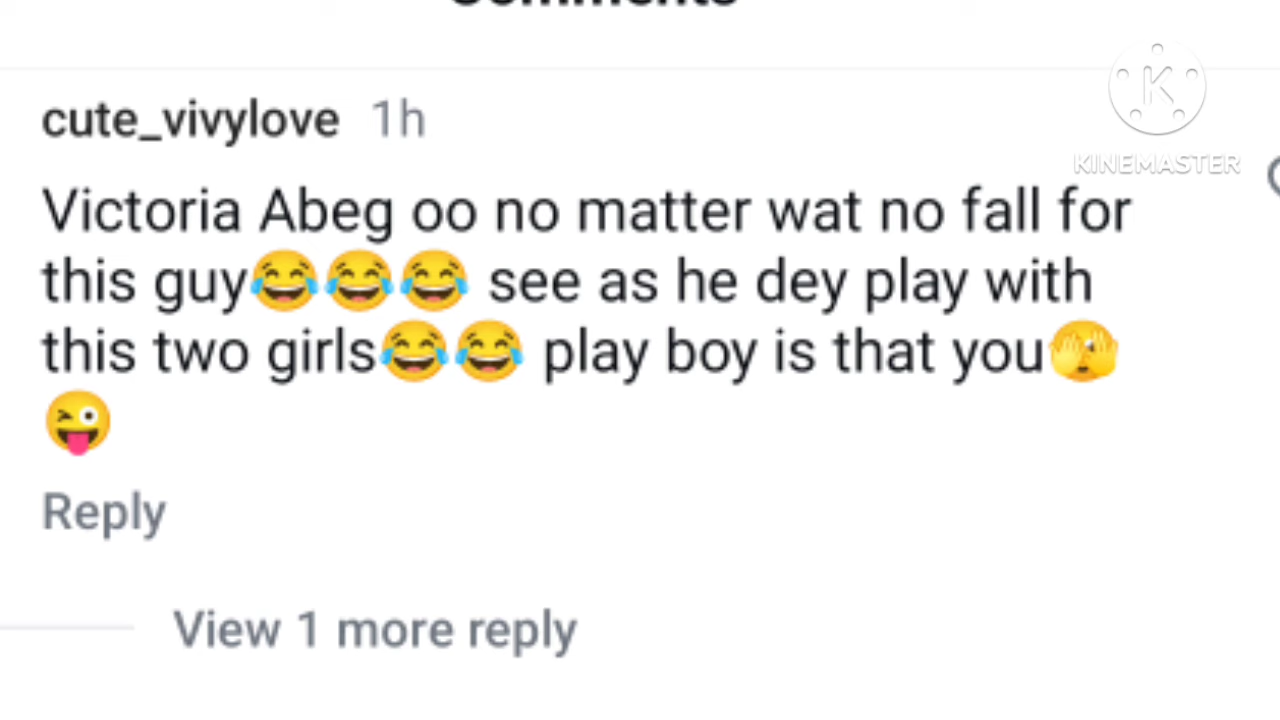 Comments
cute_vivylove 1h
KINEMASTER
Victoria Abeg oo no matter wat no fall for
this guy😂😂😂 see as he dey play with
this two girls😂😂 play boy is that you🫣
😜
Reply
View 1 more reply